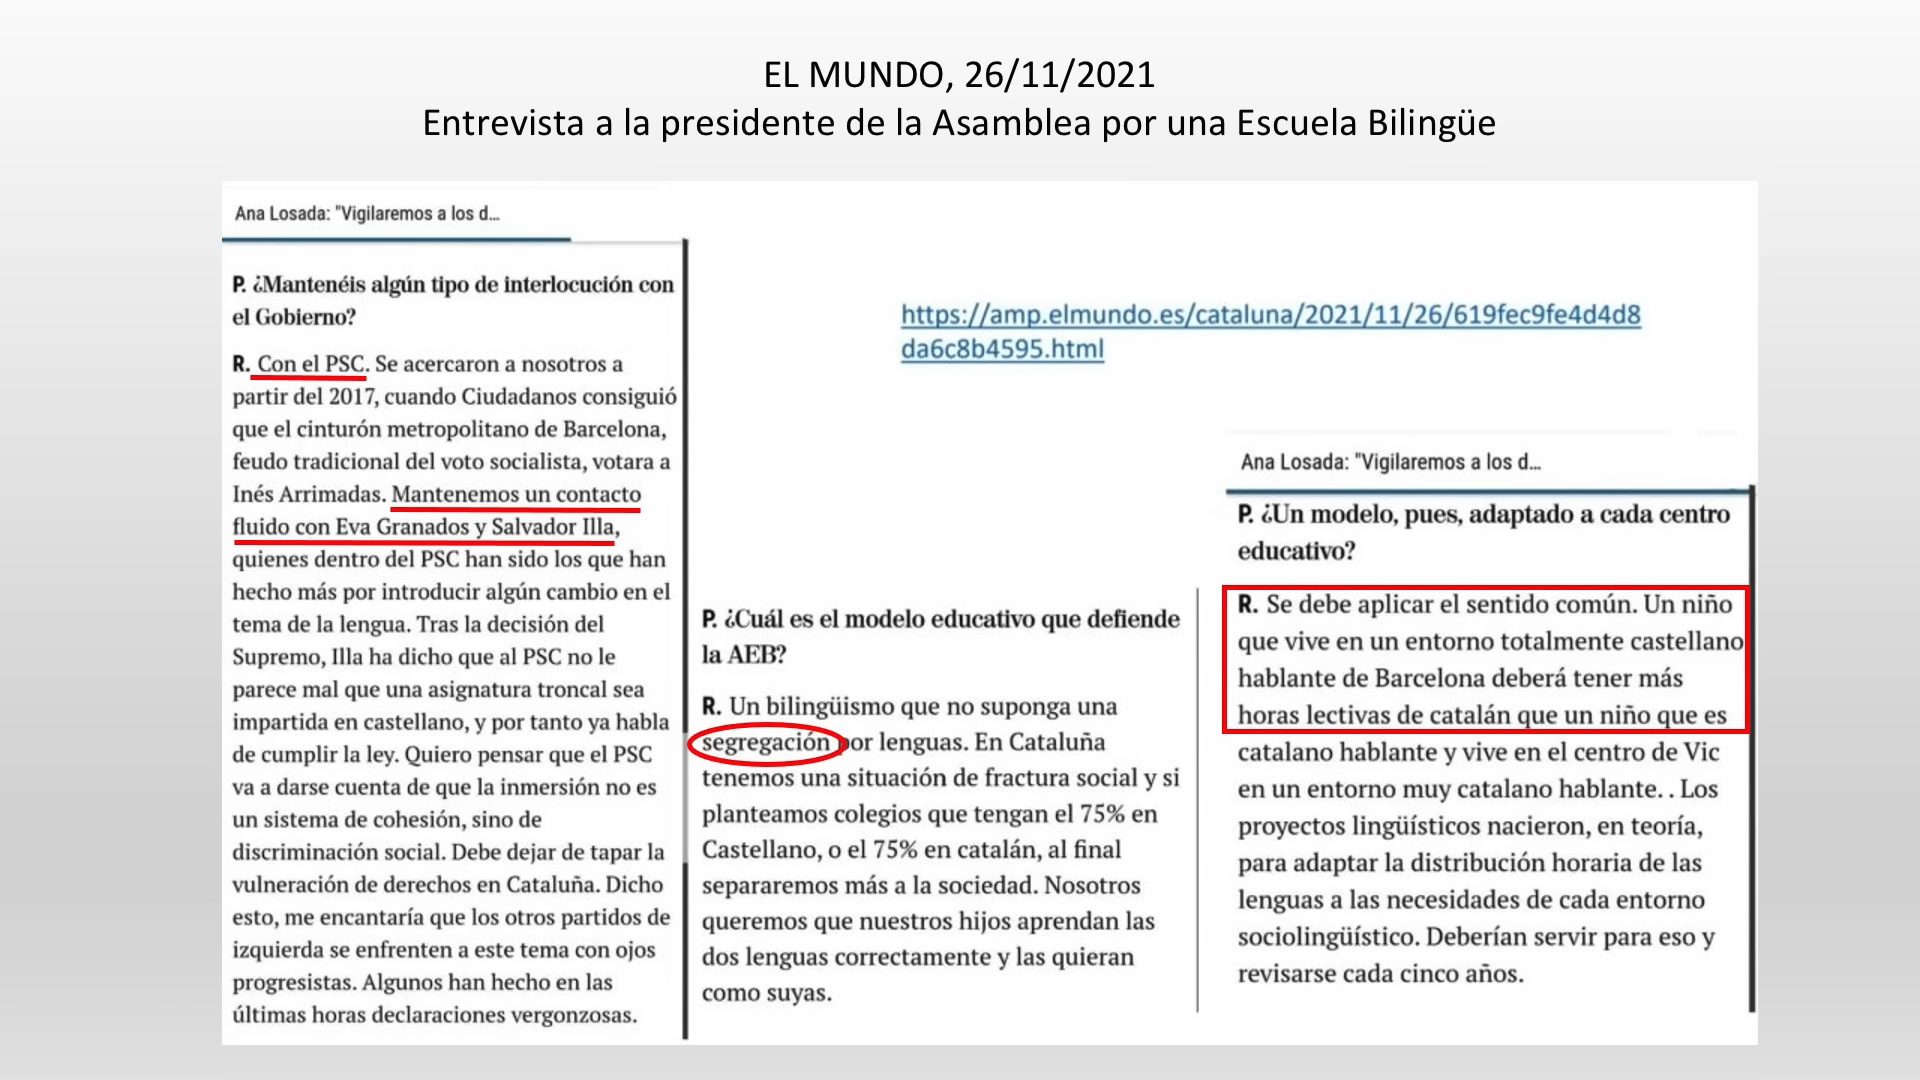 EL MUNDO, 26/11/2021
Entrevista a la presidente de la Asamblea por una Escuela Bilingüe
Ana Losada: "Vigilaremos a los d...
P. ¿Mantenéis algún tipo de interlocución con
el Gobierno?
R. Con el PSC. Se acercaron a nosotros a
partir del 2017, cuando Ciudadanos consiguió
que el cinturón metropolitano de Barcelona,
feudo tradicional del voto socialista, votara a
Inés Arrimadas. Mantenemos un contacto
fluido con Eva Granados y Salvador Illa,
quienes dentro del PSC han sido los que han
hecho más por introducir algún cambio en el
tema de la lengua. Tras la decisión del
Supremo, Illa ha dicho que al PSC no le
parece mal que una asignatura troncal sea
impartida en castellano, y por tanto ya habla
de cumplir la ley. Quiero pensar que el PSC
va a darse cuenta de que la inmersión no es
un sistema de cohesión, sino de
discriminación social. Debe dejar de tapar la
vulneración de derechos en Cataluña. Dicho
esto, me encantaría que los otros partidos de
izquierda se enfrenten a este tema con ojos
progresistas. Algunos han hecho en las
últimas horas declaraciones vergonzosas.
https://amp.elmundo.es/cataluna/2021/11/26/619fec9fe4d4d8
da6c8b4595.html
P. ¿Cuál es el modelo educativo que defiende
la AEB?
R. Un bilingüismo que no suponga una
segregación por lenguas. En Cataluña
tenemos una situación de fractura social y si
planteamos colegios que tengan el 75% en
Castellano, o el 75% en catalán, al final
separaremos más a la sociedad. Nosotros
queremos que nuestros hijos aprendan las
dos lenguas correctamente y las quieran
como suyas.
Ana Losada: "Vigilaremos a los d...
P. ¿Un modelo, pues, adaptado a cada centro
educativo?
R. Se debe aplicar el sentido común. Un niño
que vive en un entorno totalmente castellano
hablante de Barcelona deberá tener más
horas lectivas de catalán que un niño que es
catalano hablante y vive en el centro de Vic
en un entorno muy catalano hablante. . Los
proyectos lingüísticos nacieron, en teoría,
para adaptar la distribución horaria de las
lenguas a las necesidades de cada entorno
sociolingüístico. Deberían servir para eso y
revisarse cada cinco años.